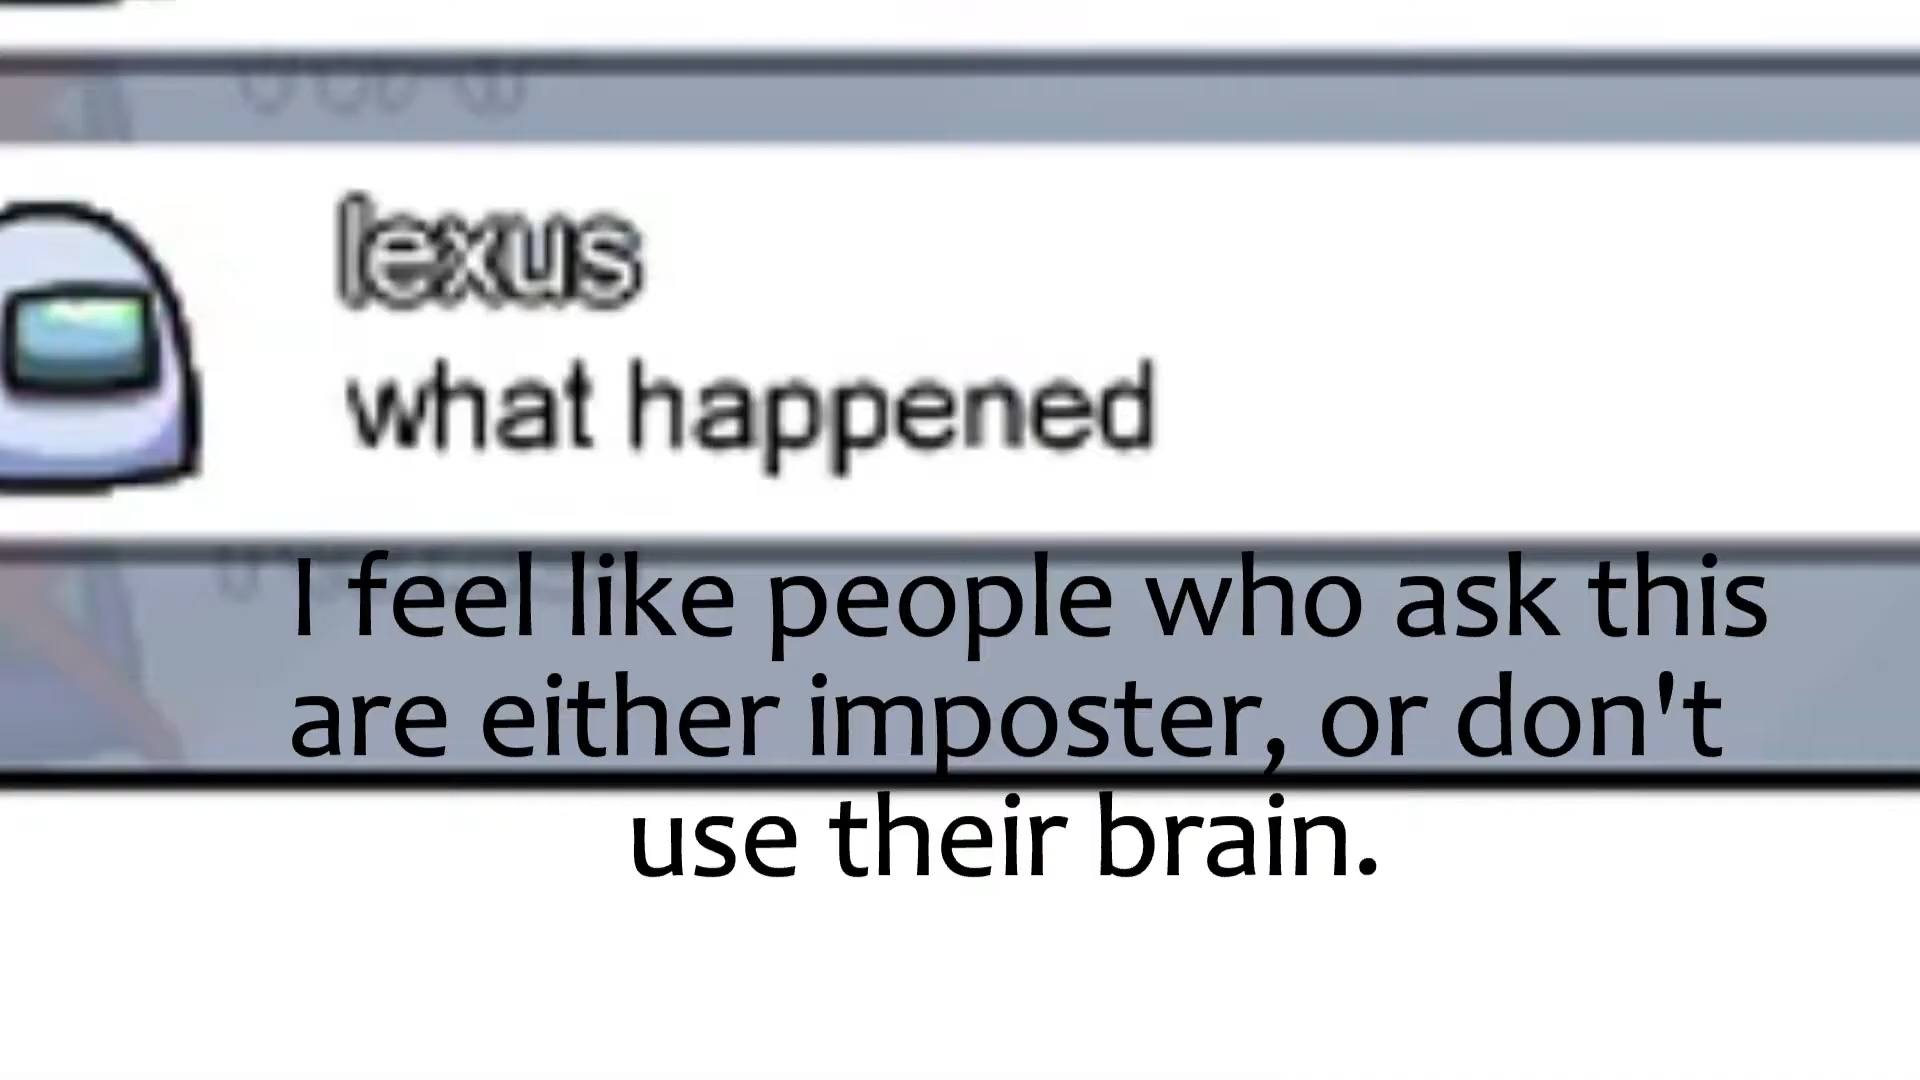 lexus
what happened
I feel like people who ask this
are either imposter, or don't
use their brain.